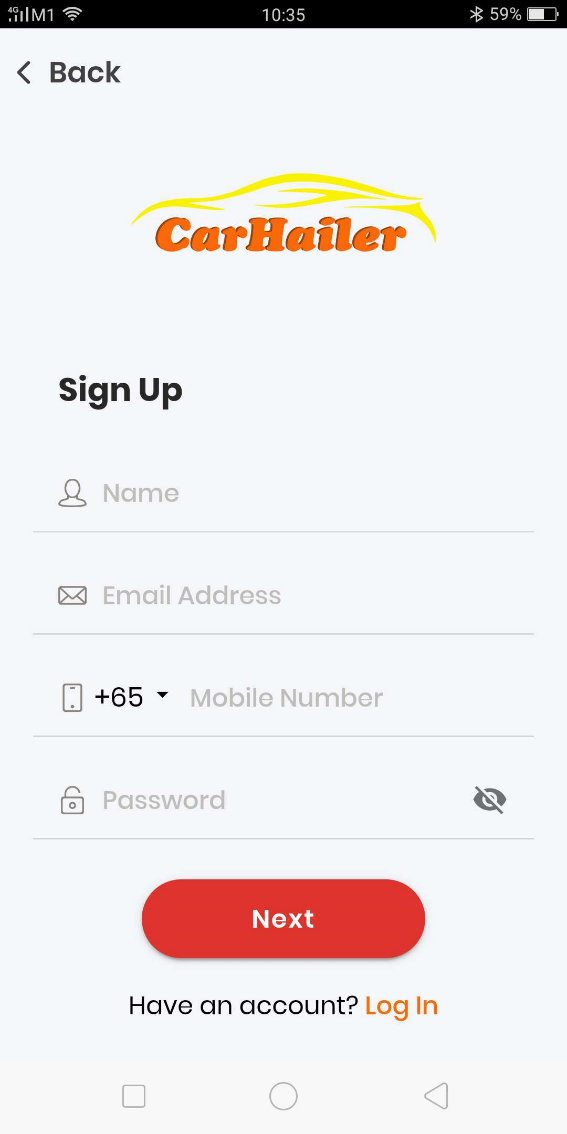 4G M1 10:35 59%
Back
CarHailer
Sign Up
Name
Email Address
+65 Mobile Number
Password
Next
Have an account? Log In